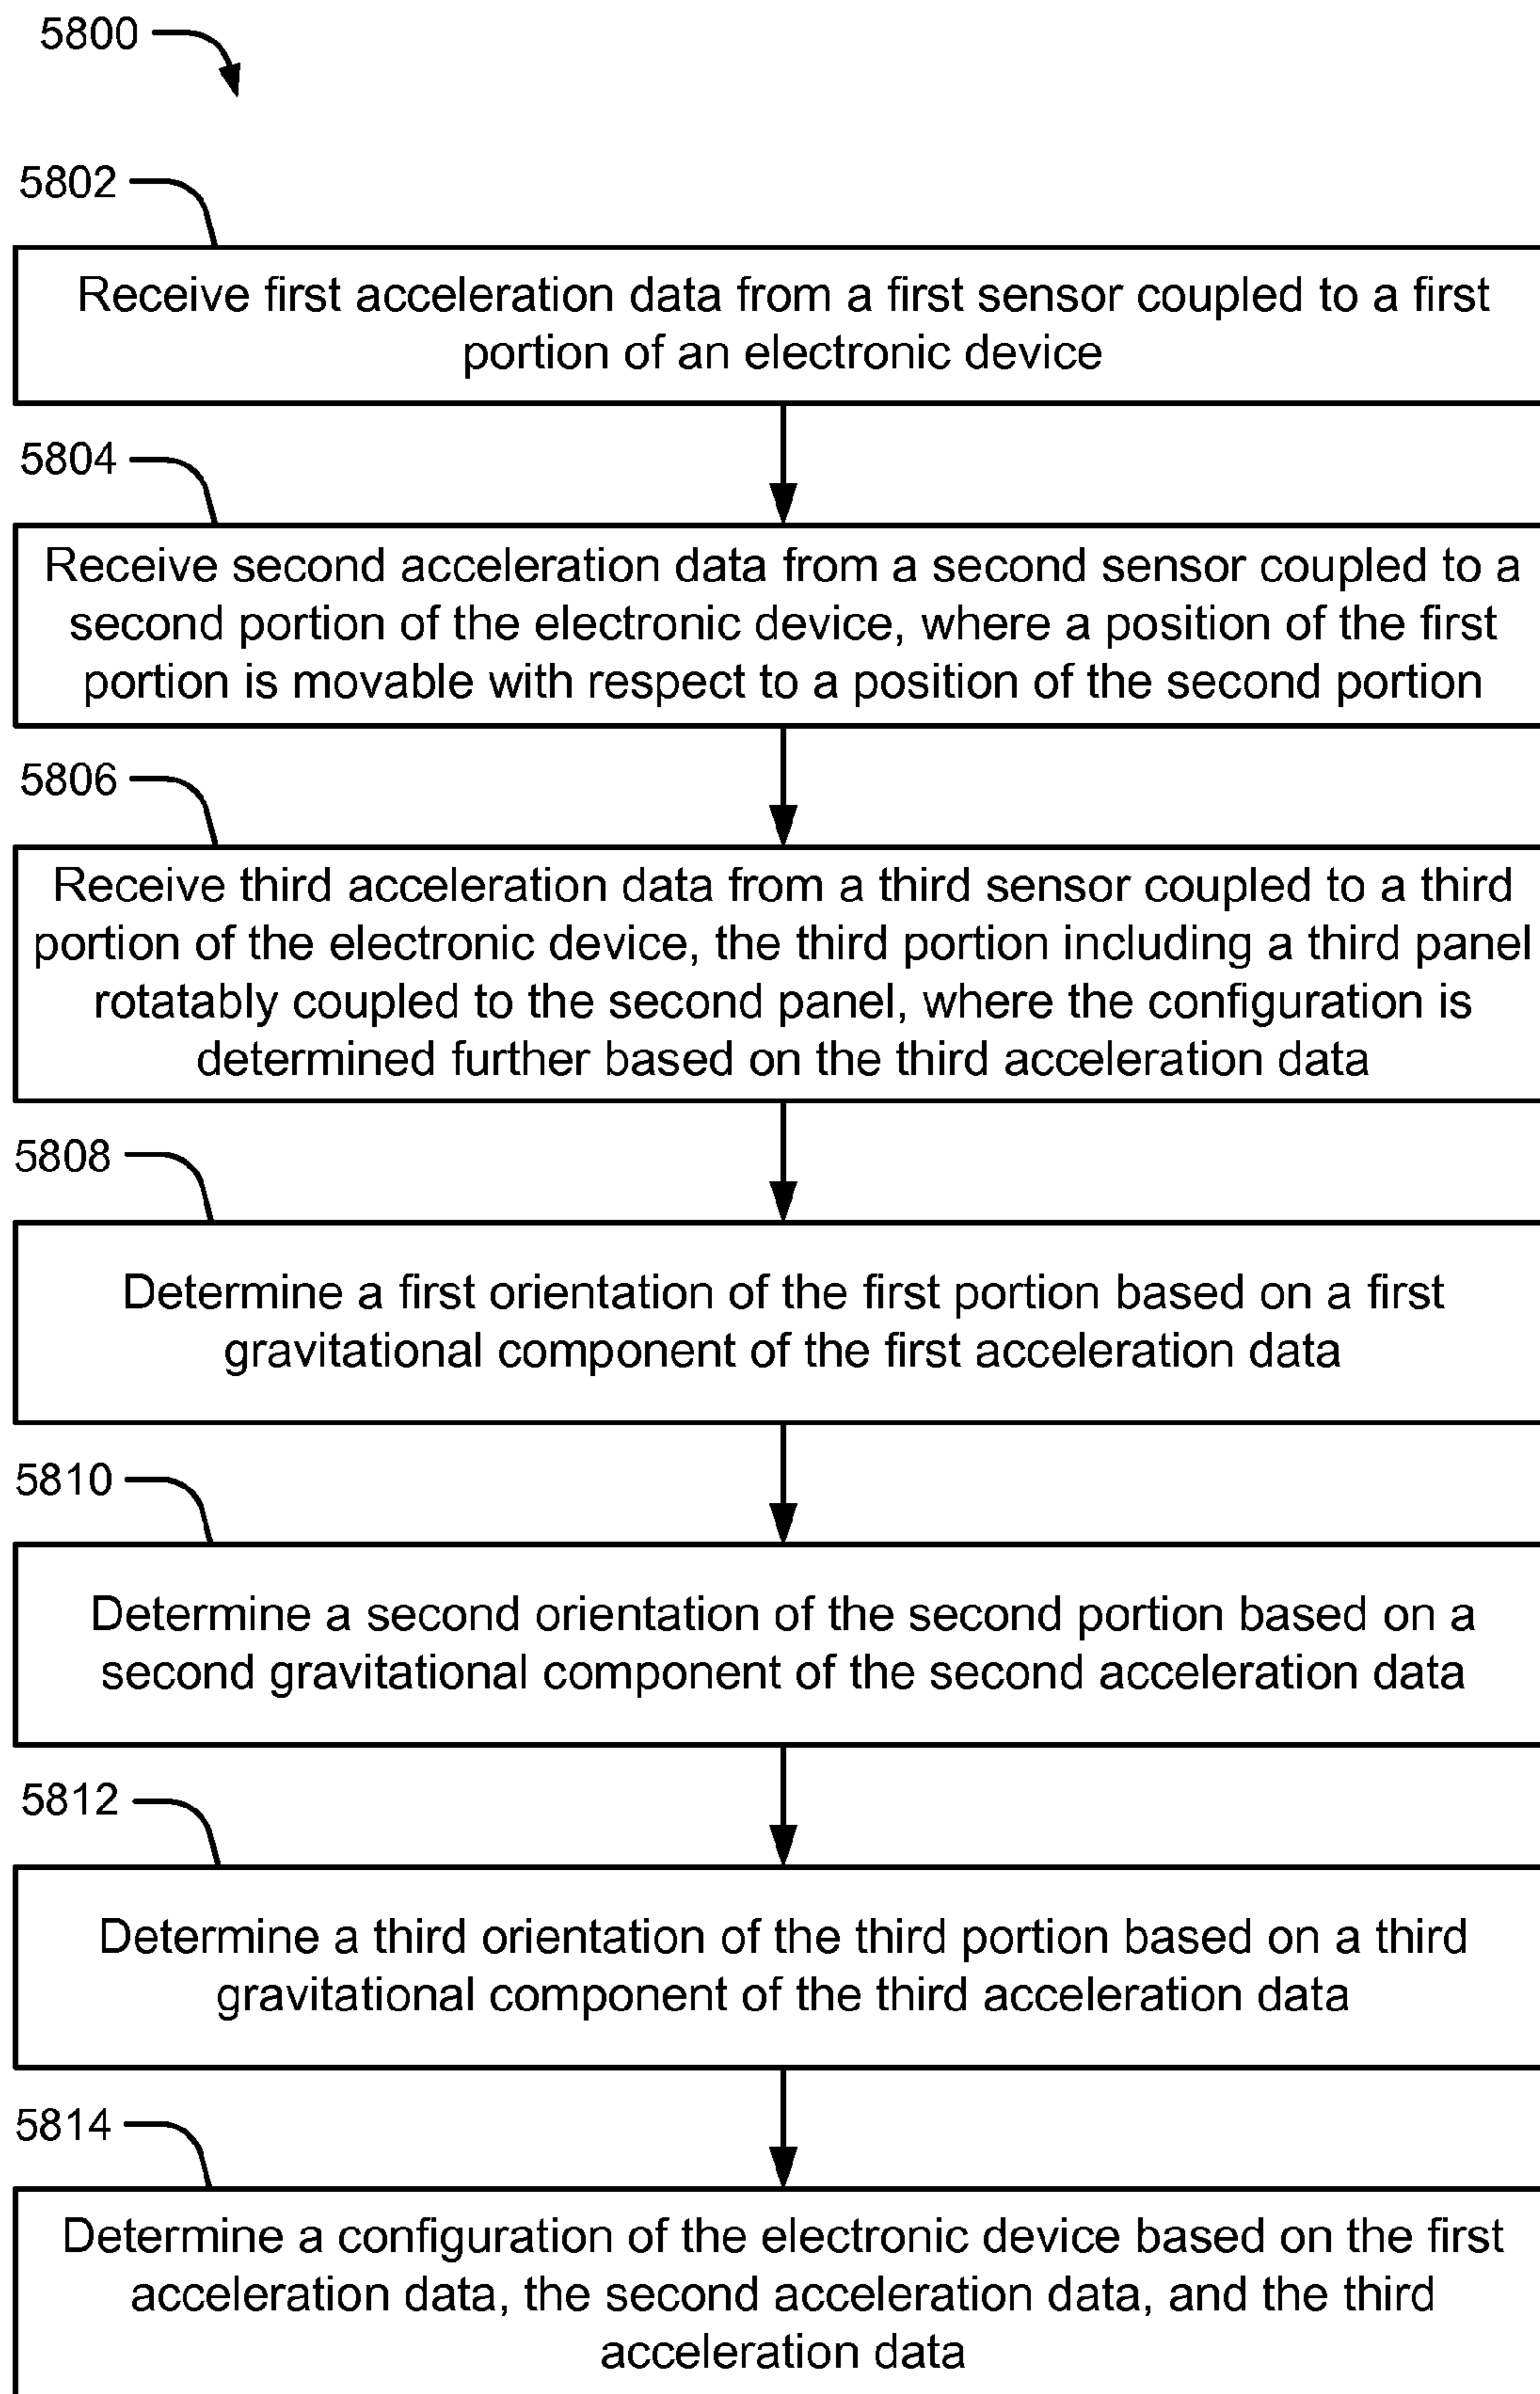 5800
5802
Receive first acceleration data from a first sensor coupled to a first
portion of an electronic device
5804
Receive second acceleration data from a second sensor coupled to a
second portion of the electronic device, where a position of the first
portion is movable with respect to a position of the second portion
5806
Receive third acceleration data from a third sensor coupled to a third
portion of the electronic device, the third portion including a third panel
rotatably coupled to the second panel, where the configuration is
determined further based on the third acceleration data
5808
Determine a first orientation of the first portion based on a first
gravitational component of the first acceleration data
5810
Determine a second orientation of the second portion based on a
second gravitational component of the second acceleration data
5812
Determine a third orientation of the third portion based on a third
gravitational component of the third acceleration data
5814
Determine a configuration of the electronic device based on the first
acceleration data, the second acceleration data, and the third
acceleration data